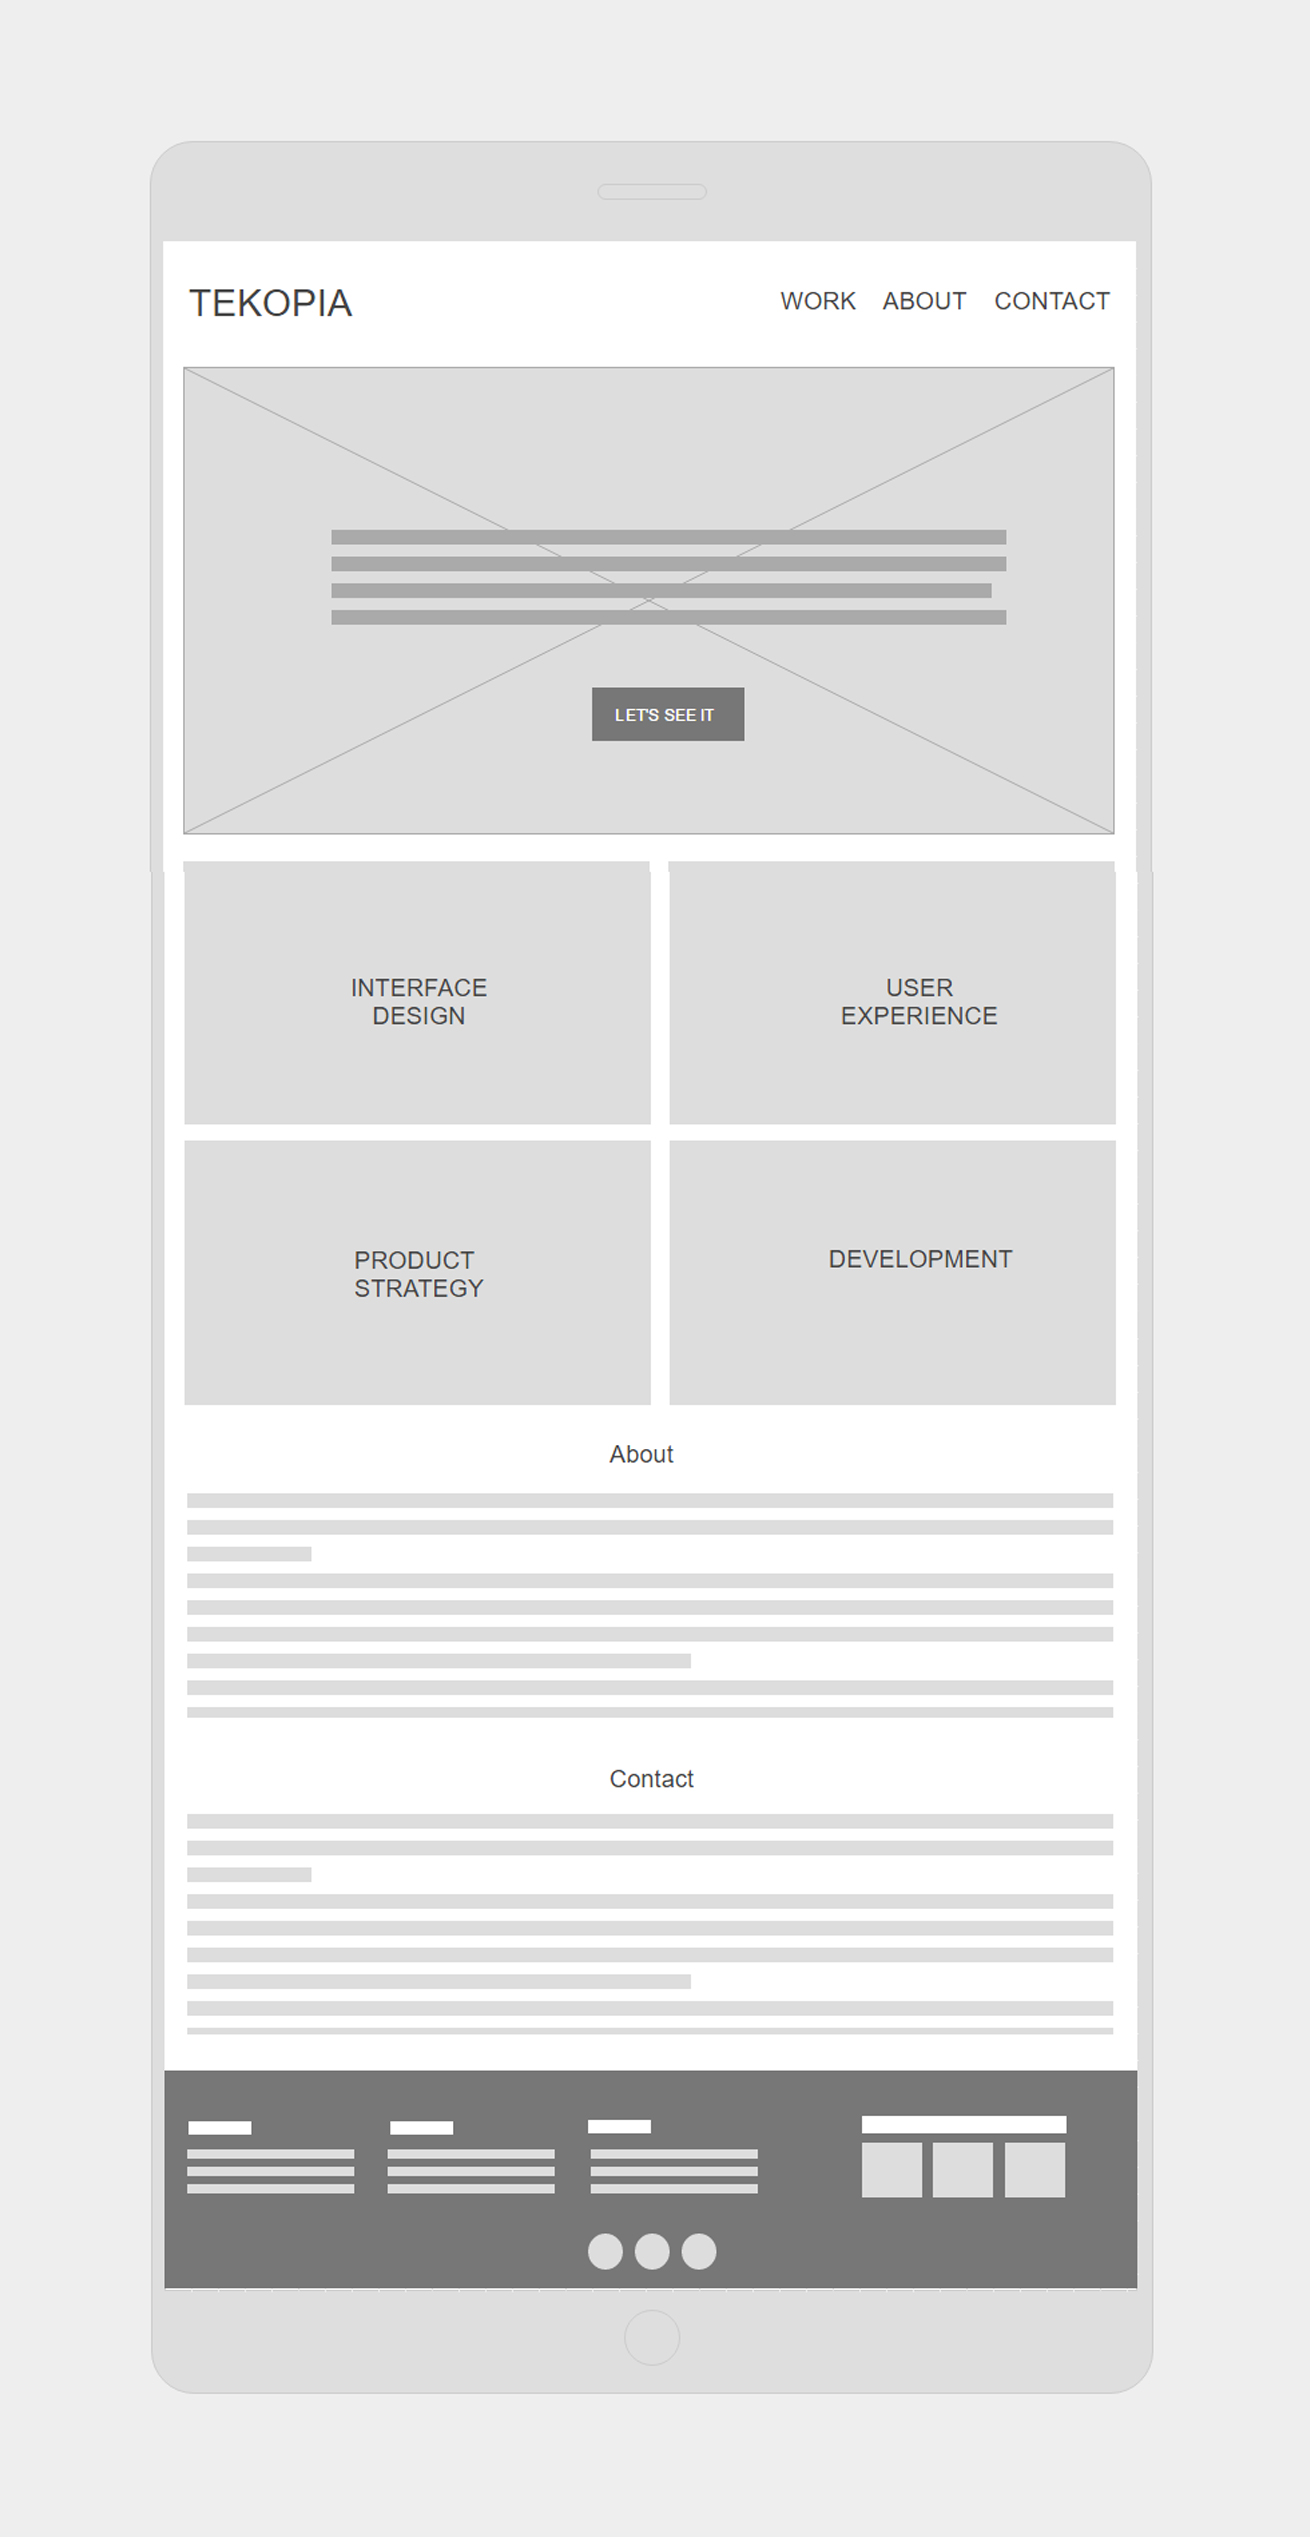 TEKOPIA
WORK ABOUT CONTACT
LET'S SEE IT
INTERFACE
DESIGN
USER
EXPERIENCE
PRODUCT
STRATEGY
DEVELOPMENT
About
Contact